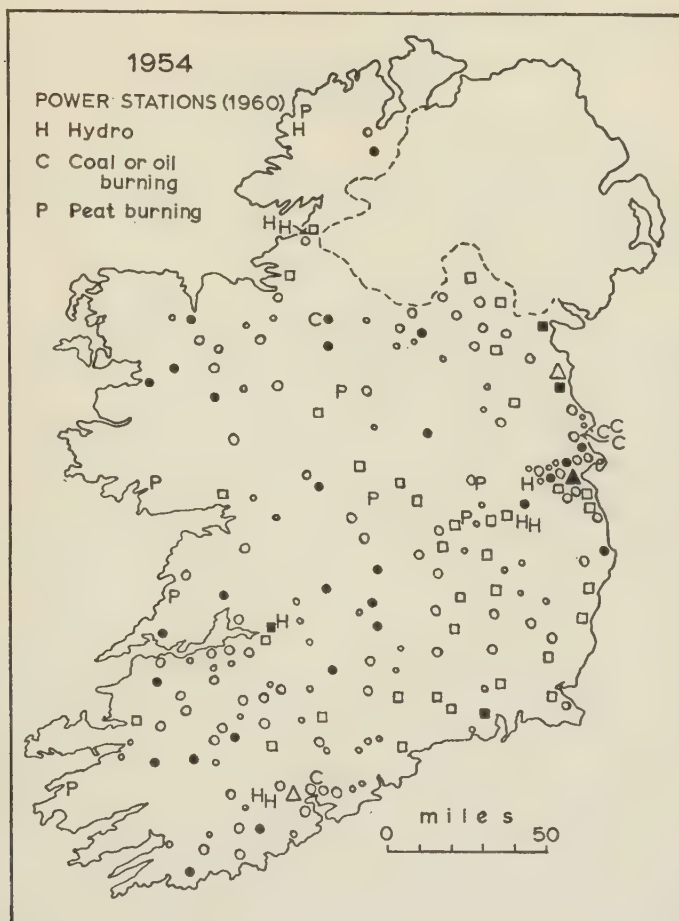 1954
POWER STATIONS (1960)
H Hydro
C Coal or oil
burning
P Peat burning
P
H
H H
C
P
C C
C
P
P
H
P
P
H H
P
H
C
P
H H
miles
0 50